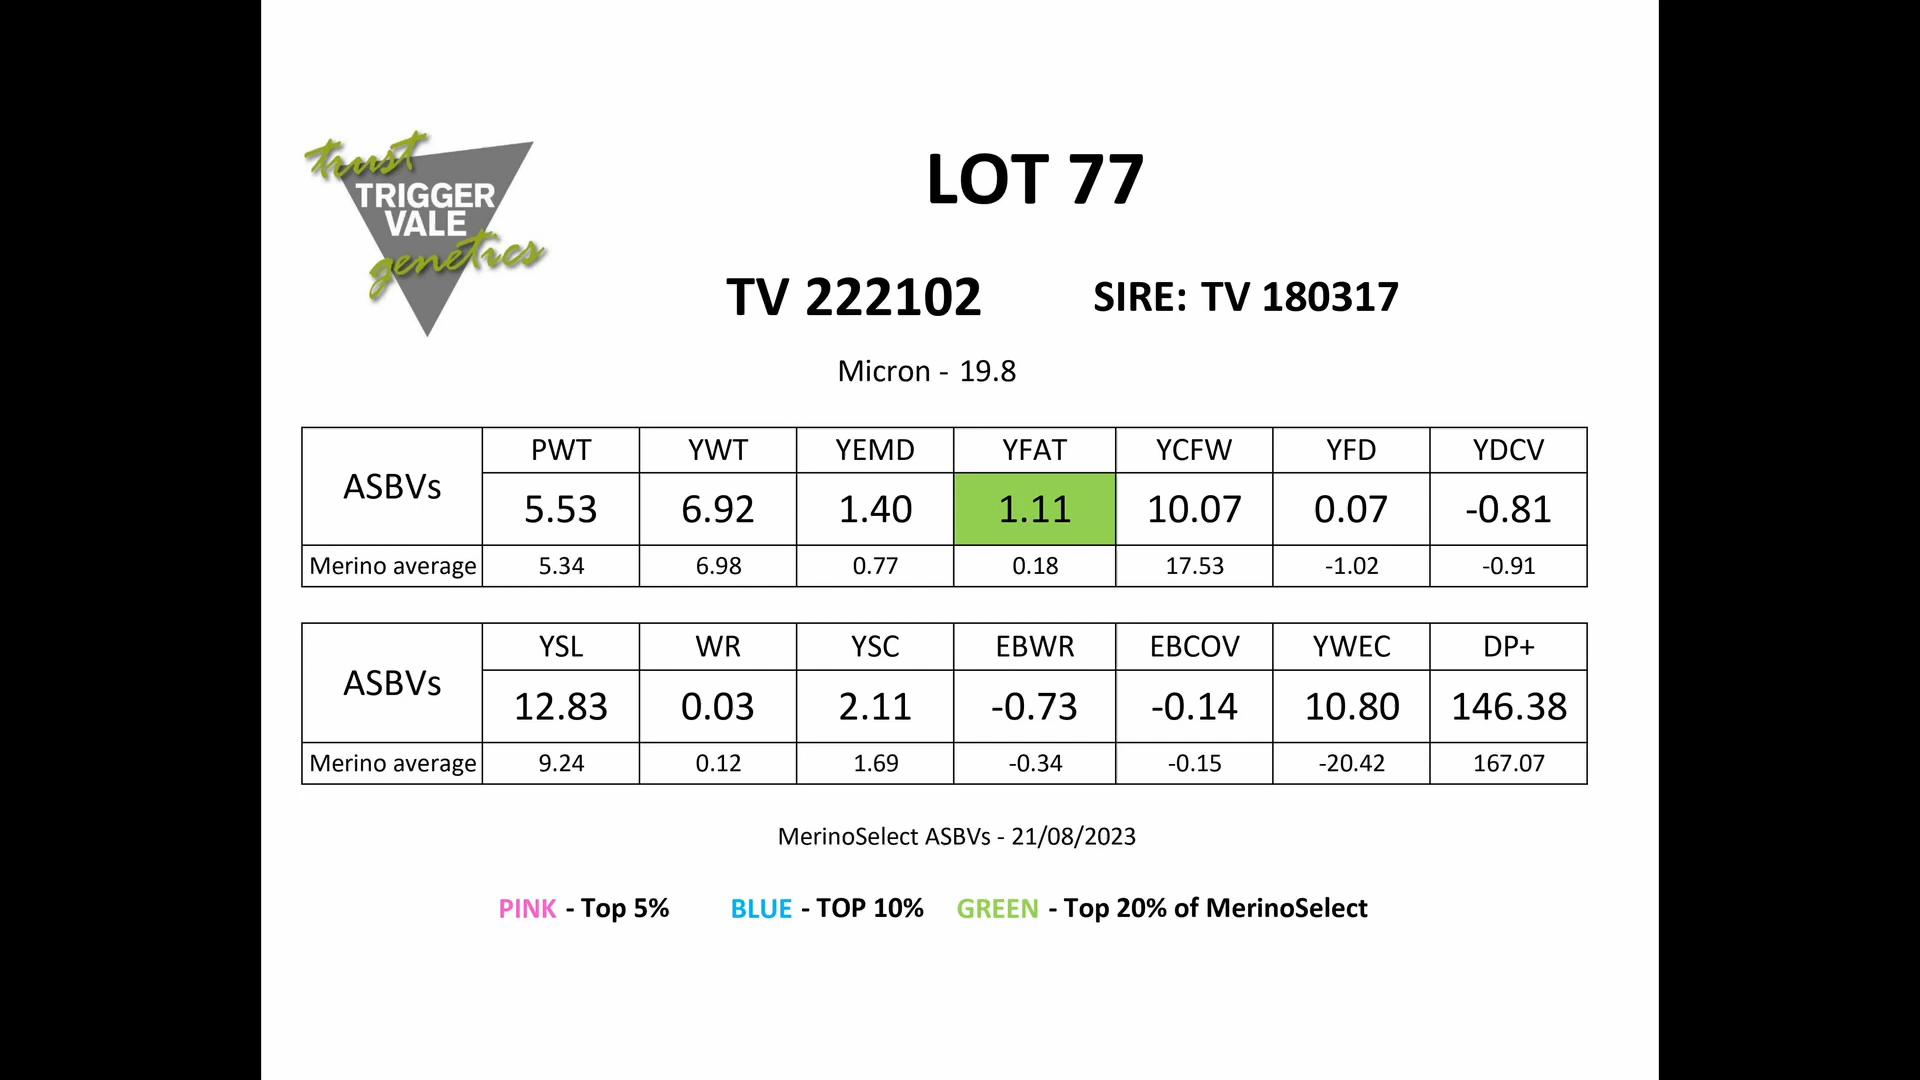 trust
TRIGGER
VALE
genetics
LOT 77
TV 222102 SIRE: TV 180317
Micron - 19.8
ASBVs PWT YWT YEMD YFAT YCFW YFD YDCV
5.53 6.92 1.40 1.11 10.07 0.07 -0.81
Merino average 5.34 6.98 0.77 0.18 17.53 -1.02 -0.91
ASBVs YSL WR YSC EBWR EBCOV YWEC DP+
12.83 0.03 2.11 -0.73 -0.14 10.80 146.38
Merino average 9.24 0.12 1.69 -0.34 -0.15 -20.42 167.07
MerinoSelect ASBVs - 21/08/2023
PINK - Top 5% BLUE - TOP 10% GREEN - Top 20% of MerinoSelect